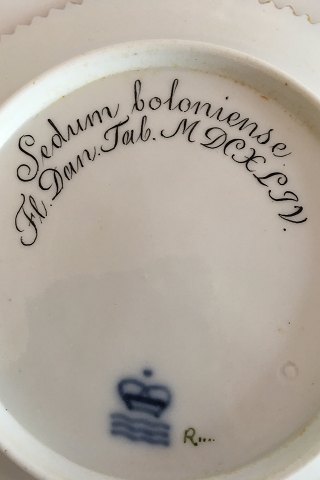 Sedum boloniense.
Fl. Dan. Tab. MDCXLIV.